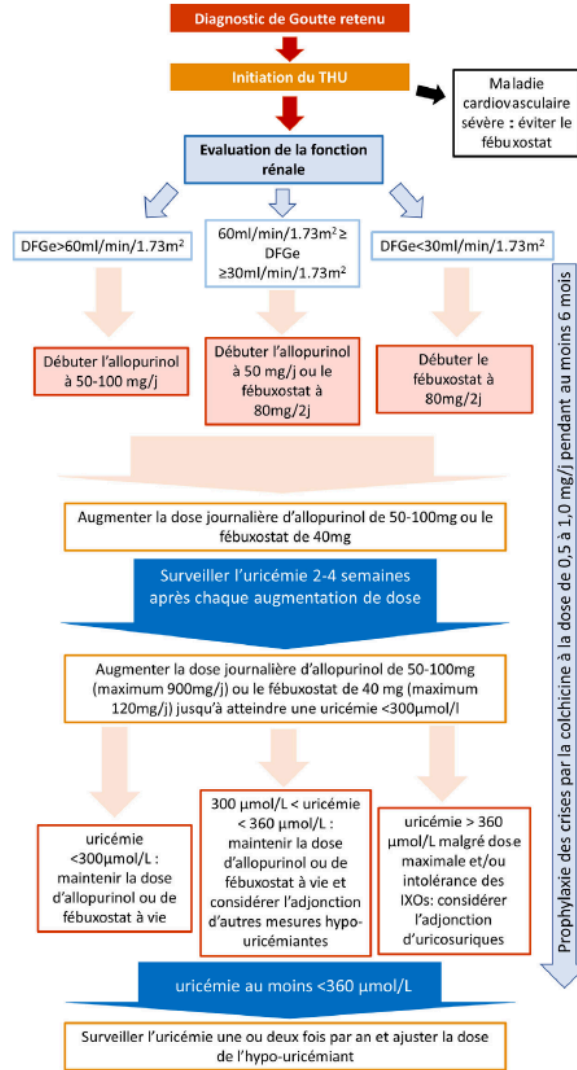 Diagnostic de Goutte retenu
Initiation du THU
Maladie
cardiovasculaire
sévère : éviter le
fébuxostat
Evaluation de la fonction
rénale
DFGe>60ml/min/1.73m²
60ml/min/1.73m²≥
DFGe
≥30ml/min/1.73m²
DFGe<30ml/min/1.73m²
Débuter l'allopurinol
à 50-100 mg/j
Débuter l'allopurinol
à 50 mg/j ou le
fébuxostat à
80mg/2j
Débuter le
fébuxostat à
80mg/2j
Augmenter la dose journalière d'allopurinol de 50-100mg ou le
fébuxostat de 40mg
Surveiller l'uricémie 2-4 semaines
après chaque augmentation de dose
Augmenter la dose journalière d'allopurinol de 50-100mg
(maximum 900mg/j) ou le fébuxostat de 40 mg (maximum
120mg/j) jusqu'à atteindre une uricémie <300µmol/l
uricémie
<300µmol/L :
maintenir la dose
d'allopurinol ou de
fébuxostat à vie
300 µmol/L < uricémie
< 360 µmol/L :
maintenir la dose
d'allopurinol ou de
fébuxostat à vie et
considérer l'adjonction
d'autres mesures hypo-
uricémiantes
uricémie > 360
µmol/L malgré dose
maximale et/ou
intolérance des
IXOs: considérer
l'adjonction
d'uricosuriques
uricémie au moins <360 µmol/L
Surveiller l'uricémie une ou deux fois par an et ajuster la dose
de l'hypo-uricémiant
Prophylaxie des crises par la colchicine à la dose de 0,5 à 1,0 mg/j pendant au moins 6 mois